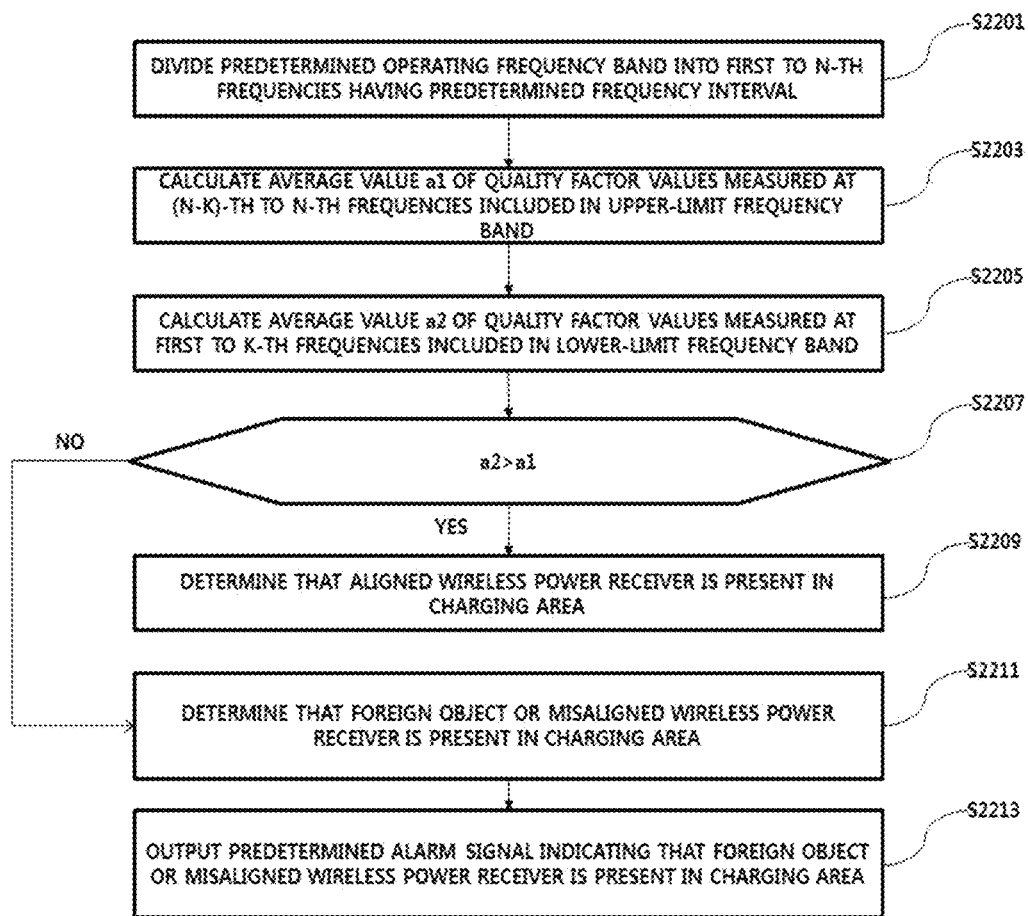 S2201
DIVIDE PREDETERMINED OPERATING FREQUENCY BAND INTO FIRST TO N-TH
FREQUENCIES HAVING PREDETERMINED FREQUENCY INTERVAL
S2203
CALCULATE AVERAGE VALUE a1 OF QUALITY FACTOR VALUES MEASURED AT
(N-K)-TH TO N-TH FREQUENCIES INCLUDED IN UPPER-LIMIT FREQUENCY
BAND
S2205
CALCULATE AVERAGE VALUE a2 OF QUALITY FACTOR VALUES MEASURED AT
FIRST TO K-TH FREQUENCIES INCLUDED IN LOWER-LIMIT FREQUENCY BAND
S2207
NO
a2>a1
YES
S2209
DETERMINE THAT ALIGNED WIRELESS POWER RECEIVER IS PRESENT IN
CHARGING AREA
S2211
DETERMINE THAT FOREIGN OBJECT OR MISALIGNED WIRELESS POWER
RECEIVER IS PRESENT IN CHARGING AREA
S2213
OUTPUT PREDETERMINED ALARM SIGNAL INDICATING THAT FOREIGN OBJECT
OR MISALIGNED WIRELESS POWER RECEIVER IS PRESENT IN CHARGING AREA